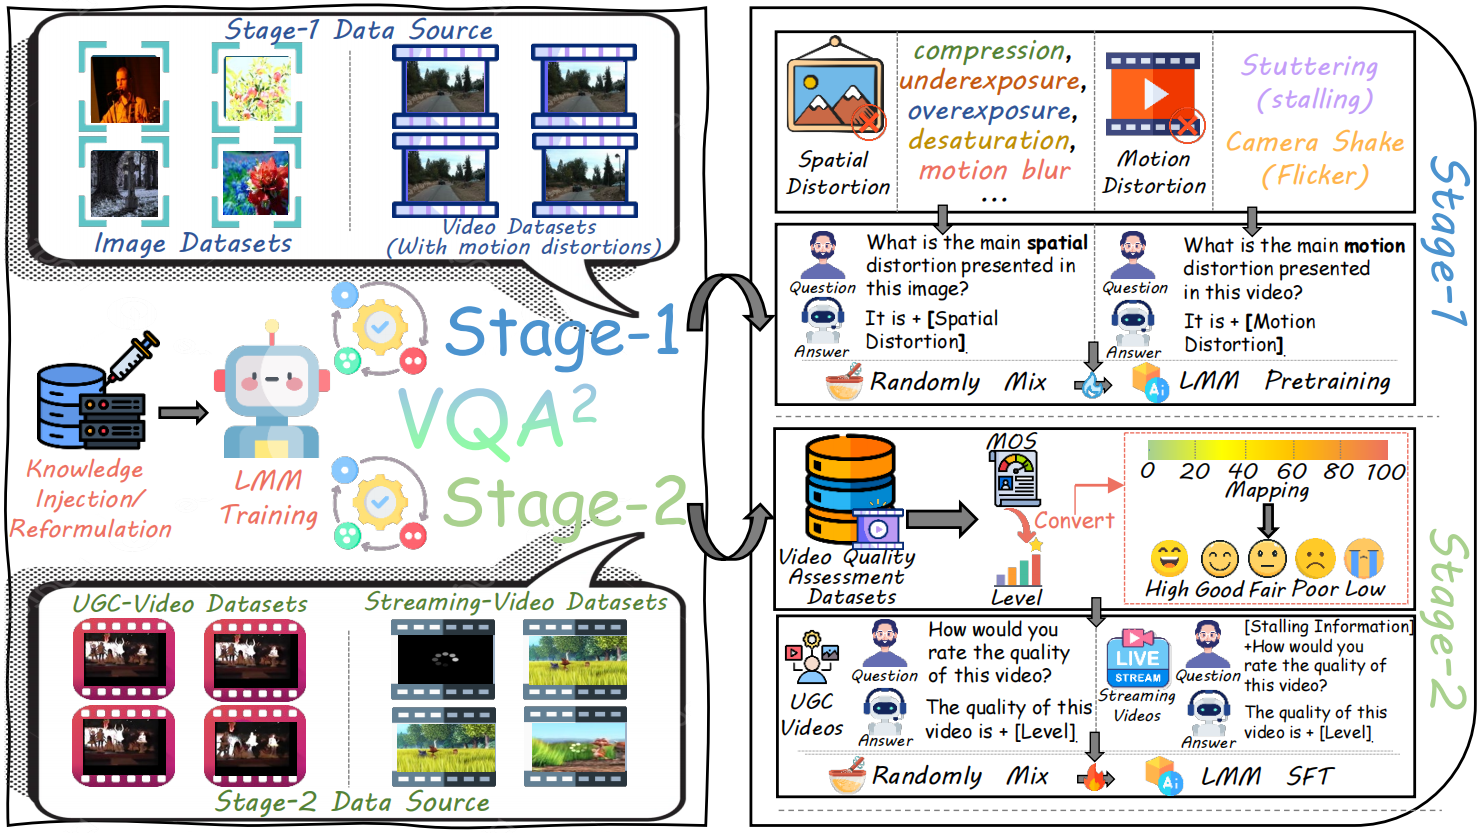 Stage-1 Data Source
Image Datasets
Video Datasets
(With motion distortions)
Knowledge
Injection/
Reformulation
LMM
Training
Stage-1
VQA²
Stage-2
UGC-Video Datasets
Streaming-Video Datasets
Stage-2 Data Source
Spatial
Distortion
compression,
underexposure,
overexposure,
desaturation,
motion blur
...
Motion
Distortion
Stuttering
(stalling)
Camera Shake
(Flicker)
Question
What is the main spatial
distortion presented in
this image?
Answer
It is + [Spatial
Distortion].
Question
What is the main motion
distortion presented
in this video?
Answer
It is + [Motion
Distortion].
Randomly Mix
Ai
LMM Pretraining
Stage-1
Video Quality
Assessment
Datasets
MOS
Convert
Level
0 20 40 60 80 100
Mapping
High Good Fair Poor Low
UGC
Videos
Question
How would you
rate the quality
of this video?
Answer
The quality of this
video is + [Level].
LIVE
STREAM
Streaming
Videos
Question
[Stalling Information]
+How would you
rate the quality of
this video?
Answer
The quality of this
video is + [Level].
Randomly Mix
Ai
LMM SFT
Stage-2